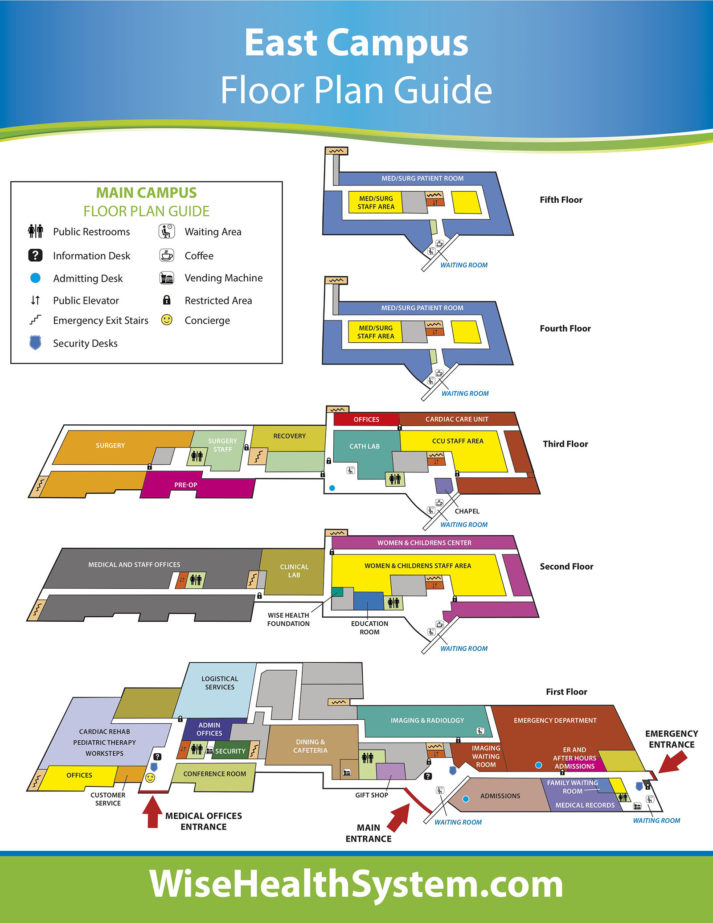 East Campus
Floor Plan Guide
MAIN CAMPUS
FLOOR PLAN GUIDE
Public Restrooms
Waiting Area
Information Desk
Coffee
Admitting Desk
Vending Machine
Public Elevator
Restricted Area
Emergency Exit Stairs
Concierge
Security Desks
MED/SURG PATIENT ROOM
MED/SURG
STAFF AREA
Fifth Floor
WAITING ROOM
MED/SURG PATIENT ROOM
MED/SURG
STAFF AREA
Fourth Floor
WAITING ROOM
OFFICES
CARDIAC CARE UNIT
SURGERY
SURGERY
STAFF
RECOVERY
CATH LAB
CCU STAFF AREA
Third Floor
PRE-OP
CHAPEL
WAITING ROOM
WOMEN & CHILDRENS CENTER
MEDICAL AND STAFF OFFICES
CLINICAL
LAB
WOMEN & CHILDRENS STAFF AREA
Second Floor
WISE HEALTH
FOUNDATION
EDUCATION
ROOM
WAITING ROOM
First Floor
LOGISTICAL
SERVICES
CARDIAC REHAB
PEDIATRIC THERAPY
WORKSTEPS
ADMIN
OFFICES
SECURITY
DINING &
CAFETERIA
IMAGING & RADIOLOGY
EMERGENCY DEPARTMENT
EMERGENCY
ENTRANCE
IMAGING
WAITING
ROOM
ER AND
AFTER HOURS
ADMISSIONS
OFFICES
CUSTOMER
SERVICE
CONFERENCE ROOM
GIFT SHOP
ADMISSIONS
FAMILY WAITING
ROOM
MEDICAL RECORDS
MEDICAL OFFICES
ENTRANCE
MAIN
ENTRANCE
WAITING ROOM
WAITING ROOM
WiseHealthSystem.com